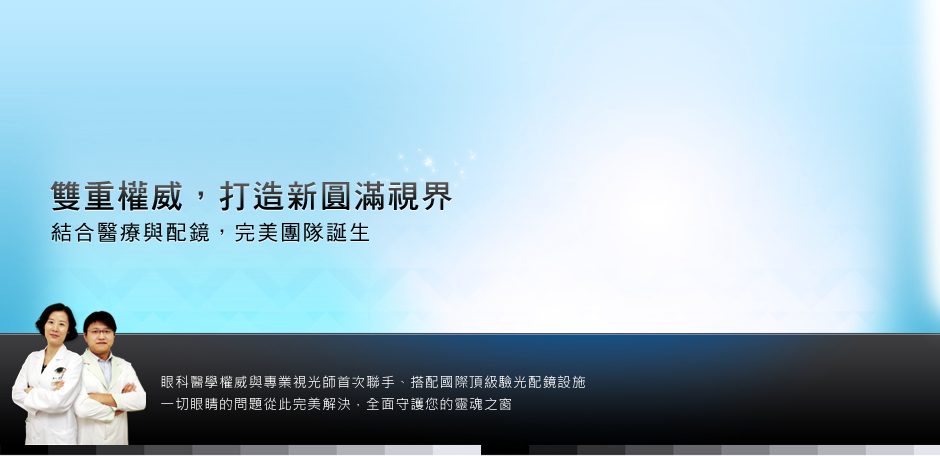 雙重權威，打造新圓滿視界
結合醫療與配鏡，完美團隊誕生
眼科醫學權威與專業視光師首次聯手、搭配國際頂級驗光配鏡設施
一切眼睛的問題從此完美解決，全面守護您的靈魂之窗